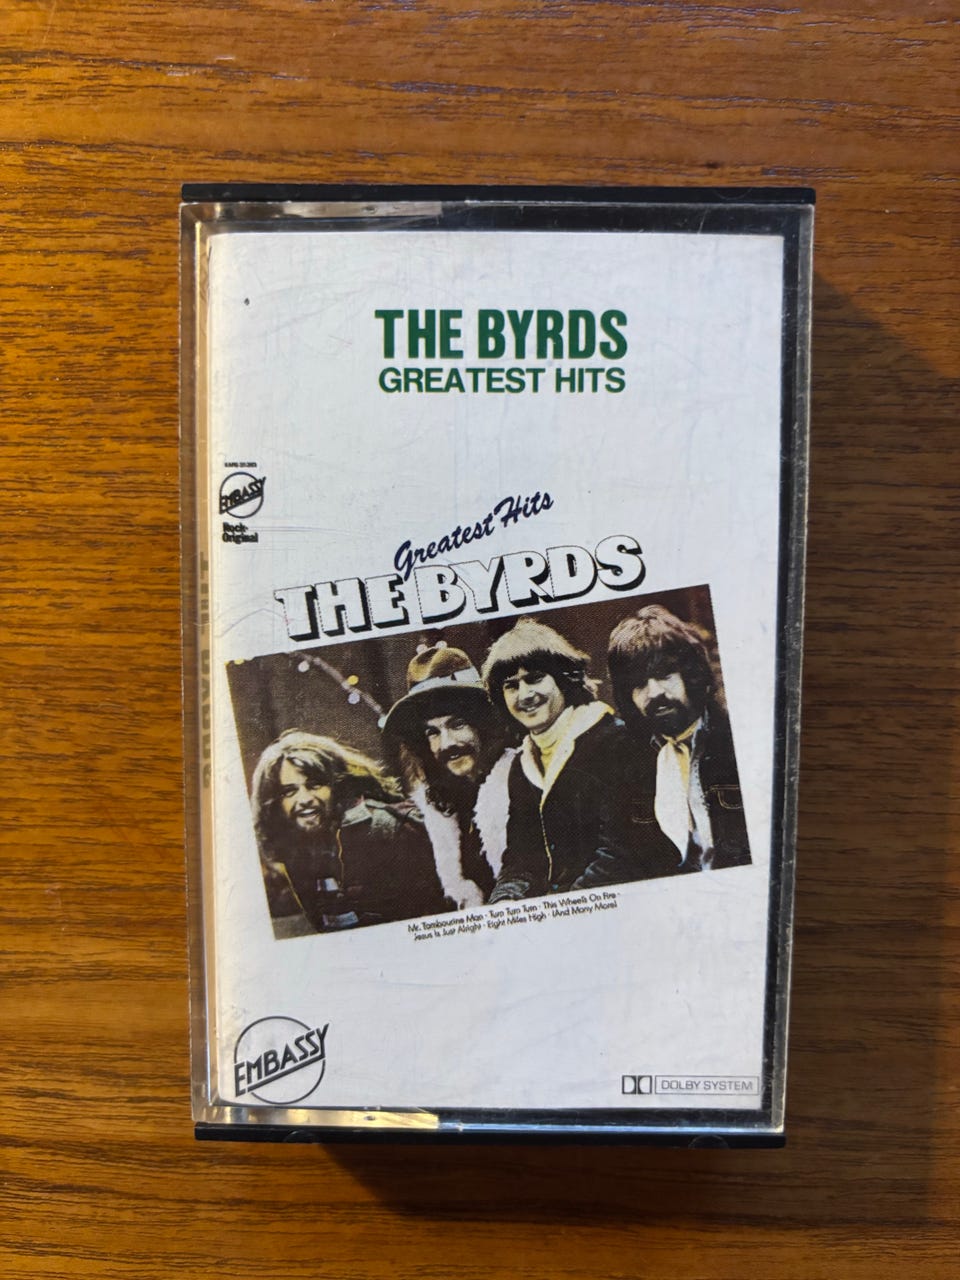 THE BYRDS
GREATEST HITS
EMBASSY
Rock-
Original
Greatest Hits
THE BYRDS
Mr. Tambourine Man · Turn Turn Turn · This Wheel's On Fire ·
Jesus Is Just Alright · Eight Miles High · (And Many More)
EMBASSY
DOLBY SYSTEM